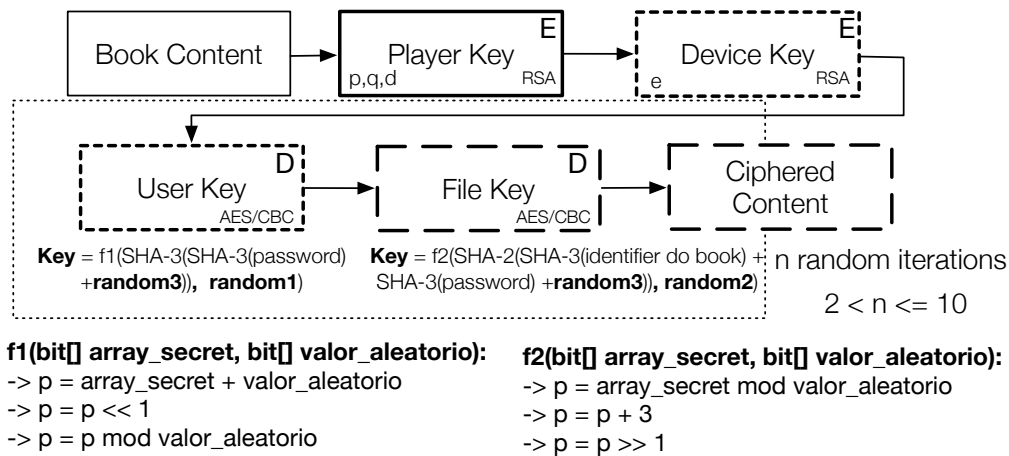 Book Content
Player Key
E
p,q,d
RSA
Device Key
E
e
RSA
User Key
D
AES/CBC
File Key
D
AES/CBC
Ciphered
Content
Key = f1(SHA-3(SHA-3(password)
+random3)), random1)
Key = f2(SHA-2(SHA-3(identifier do book) +
SHA-3(password) +random3)), random2)
n random iterations
2 < n <= 10
f1(bit[] array_secret, bit[] valor_aleatorio):
-> p = array_secret + valor_aleatorio
-> p = p << 1
-> p = p mod valor_aleatorio
f2(bit[] array_secret, bit[] valor_aleatorio):
-> p = array_secret mod valor_aleatorio
-> p = p + 3
-> p = p >> 1